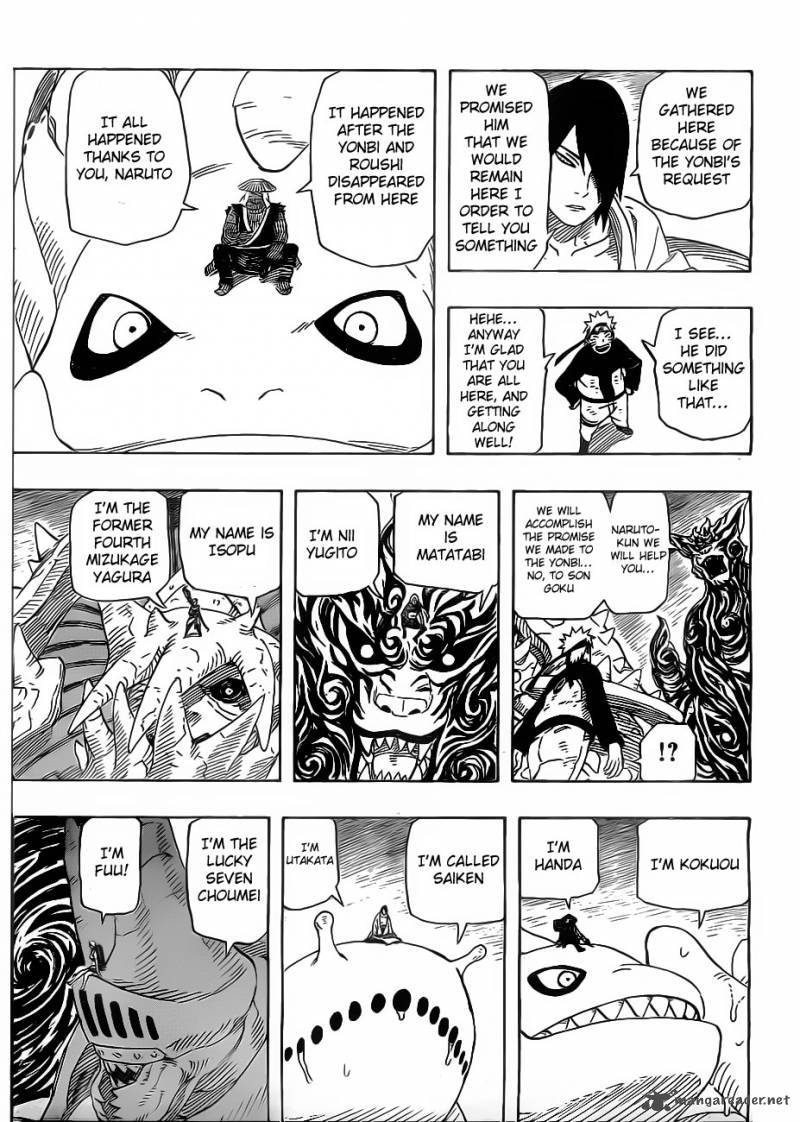 WE
GATHERED
HERE
BECAUSE OF
THE YONBI'S
REQUEST
WE
PROMISED
HIM
THAT WE
WOULD
REMAIN
HERE I
ORDER TO
TELL YOU
SOMETHING
IT HAPPENED
AFTER THE
YONBI AND
ROUSHI
DISAPPEARED
FROM HERE
IT ALL
HAPPENED
THANKS TO
YOU, NARUTO
I SEE...
HE DID
SOMETHING
LIKE
THAT...
HEHE...
ANYWAY
I'M GLAD
THAT YOU
ARE ALL
HERE, AND
GETTING
ALONG
WELL!
NARUTO-
KUN WE
WILL HELP
YOU...
WE WILL
ACCOMPLISH
THE PROMISE
WE MADE TO
THE YONBI...
NO, TO SON
GOKU
!?
MY NAME
IS
MATATABI
I'M NII
YUGITO
MY NAME IS
ISOPU
I'M THE
FORMER
FOURTH
MIZUKAGE
YAGURA
I'M KOKUOU
I'M
HANDA
I'M CALLED
SAIKEN
I'M
UTAKATA
I'M THE
LUCKY
SEVEN
CHOUMEI
I'M
FUU!
mangareader.net